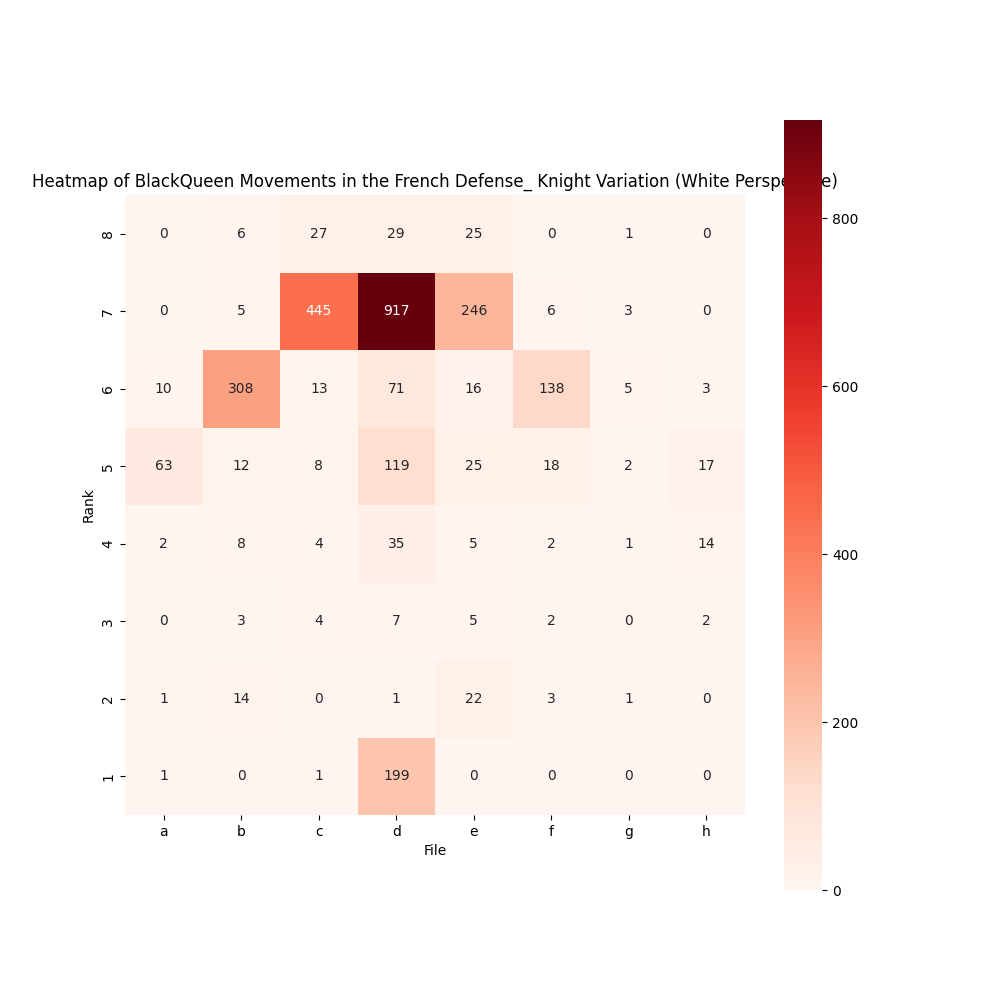 Heatmap of BlackQueen Movements in the French Defense_ Knight Variation (White Perspe e)
8 0 6 27 29 25 0 1 0
800
7 0 5 445 917 246 6 3 0
6 10 308 13 71 16 138 5 3
600
5 63 12 8 119 25 18 2 17
Rank
4 2 8 4 35 5 2 1 14
400
3 0 3 4 7 5 2 0 2
2 1 14 0 1 22 3 1 0
200
1 1 0 1 199 0 0 0 0
a b c d e f g h
File
0